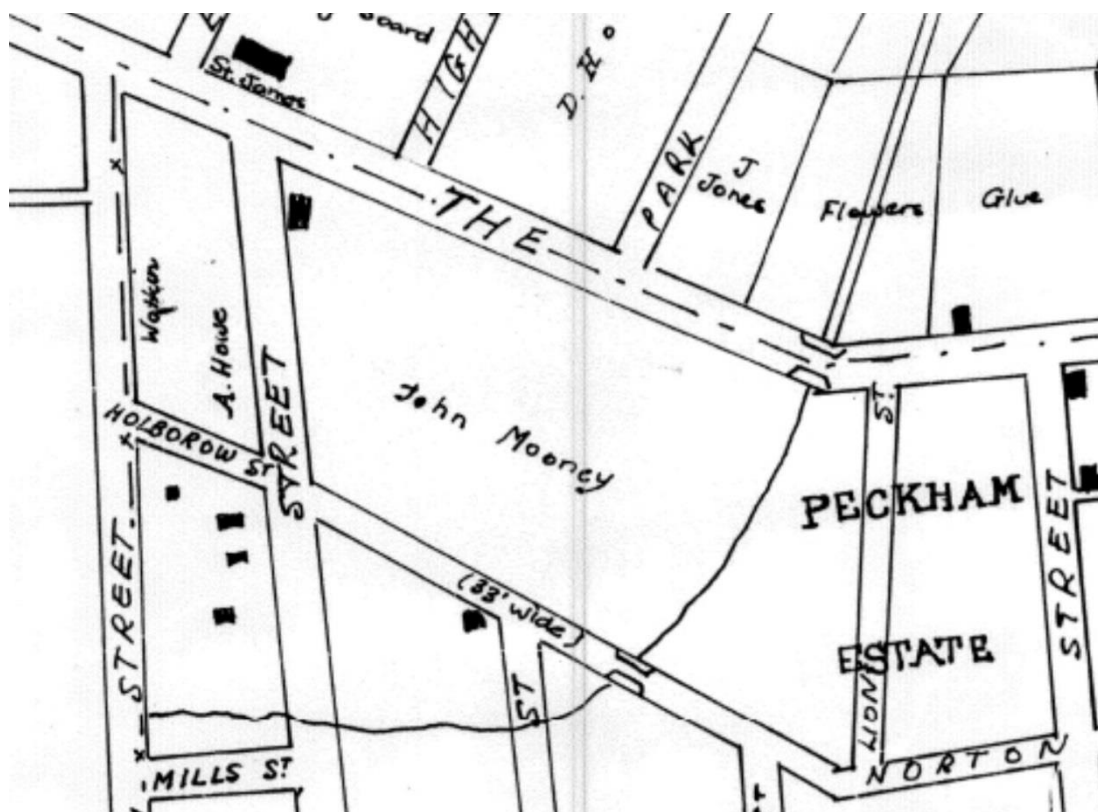 St. James
HIGH
D. H.
PARK
J
Jones
Flowers
Glue
THE
Watkin
A. Howe
STREET
John Mooney
HOLBOROW ST
ST.
PECKHAM
ESTATE
STREET
STREET
(33' wide)
ST
LION
MILLS ST
NORTON
ST